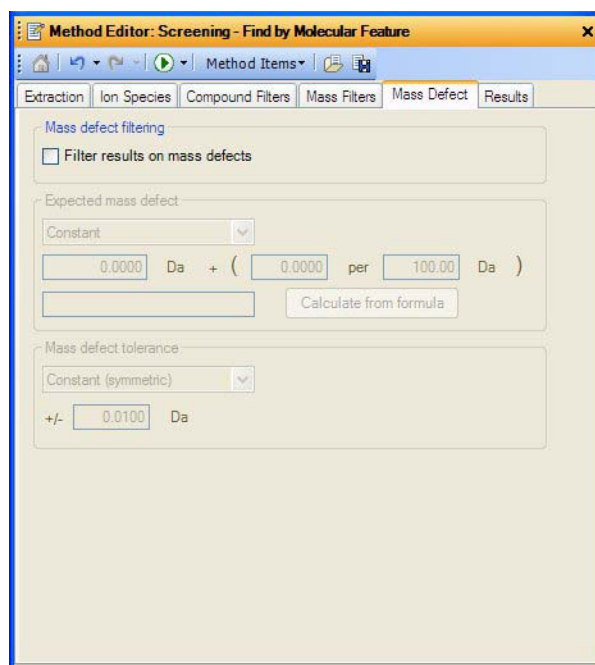 Method Editor: Screening - Find by Molecular Feature
Method Items
Extraction Ion Species Compound Filters Mass Filters Mass Defect Results
Mass defect filtering
Filter results on mass defects
Expected mass defect
Constant
0.0000 Da + ( 0.0000 per 100.00 Da )
Calculate from formula
Mass defect tolerance
Constant (symmetric)
+/- 0.0100 Da